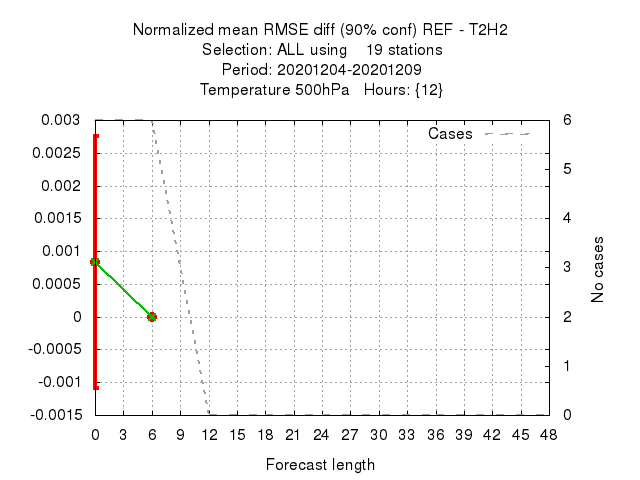 Normalized mean RMSE diff (90% conf) REF - T2H2
Selection: ALL using 19 stations
Period: 20201204-20201209
Temperature 500hPa Hours: {12}
0.003
0.0025
0.002
0.0015
0.001
0.0005
0
-0.0005
-0.001
-0.0015
Cases
6
5
4
3
2
1
0
No cases
0 3 6 9 12 15 18 21 24 27 30 33 36 39 42 45 48
Forecast length